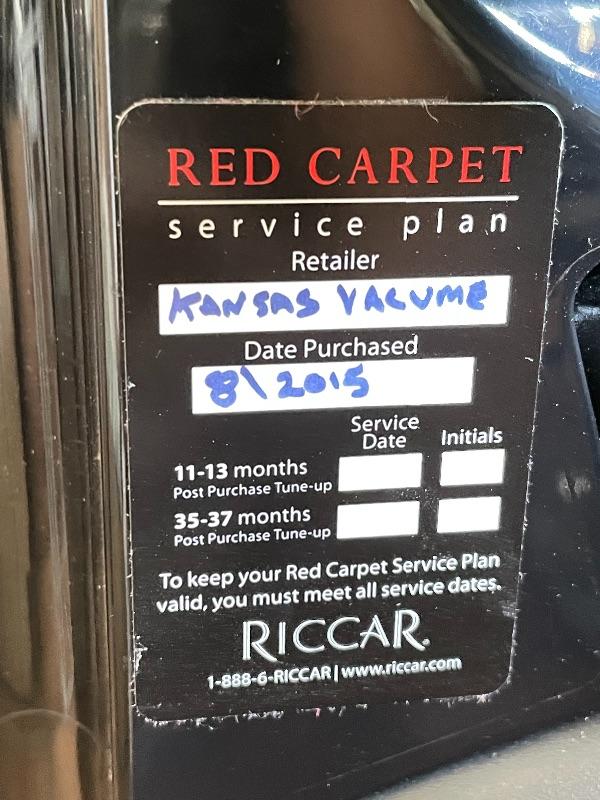 RED CARPET
service plan
Retailer
KANSAS VACUME
Date Purchased
8\2015
Service Date Initials
11-13 months
Post Purchase Tune-up
35-37 months
Post Purchase Tune-up
To keep your Red Carpet Service Plan
valid, you must meet all service dates.
RICCAR.
1-888-6-RICCAR | www.riccar.com